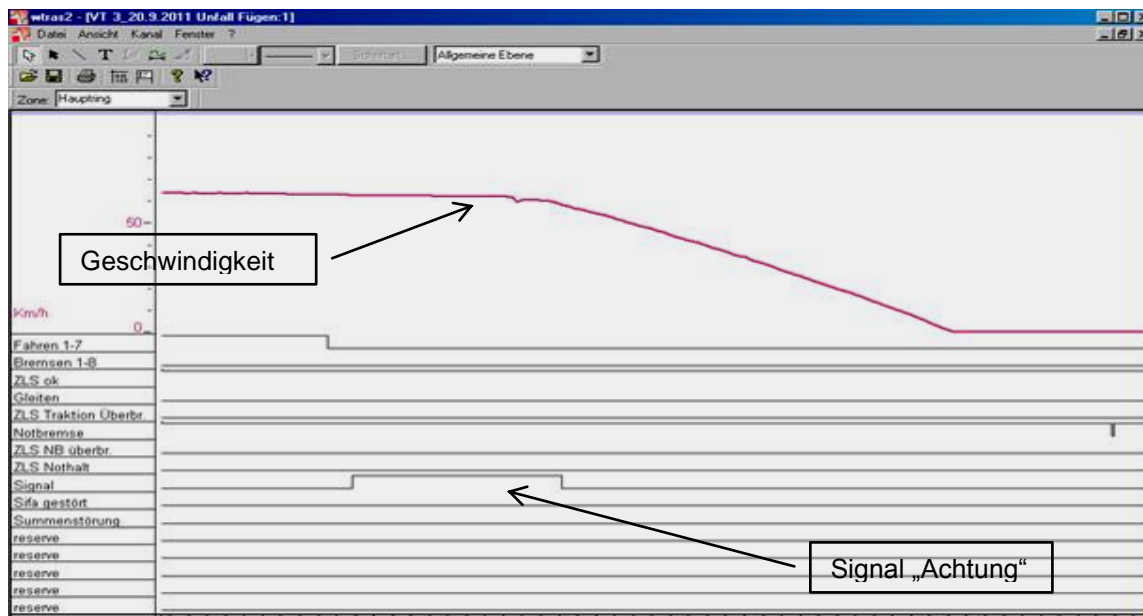 wtras2 - [VT 3_20.9.2011 Unfall Fügen:1]
Datei Ansicht Kanal Fenster ?
Allgemeine Ebene
Zone: Hauptring
50
Geschwindigkeit
Km/h
0
Fahren 1-7
Bremsen 1-8
ZLS ok
Gleiten
ZLS Traktion Überbr.
Notbremse
ZLS NB überbr.
ZLS Nothalt
Signal
Sifa gestört
Summenstörung
reserve
reserve
reserve
reserve
reserve
Signal „Achtung“